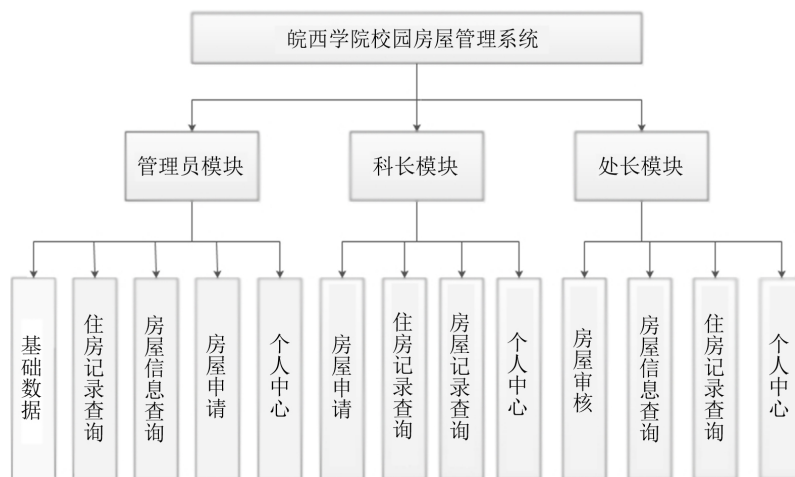 皖西学院校园房屋管理系统
管理员模块
科长模块
处长模块
基础数据
住房记录查询
房屋信息查询
房屋申请
个人中心
房屋申请
住房记录查询
房屋记录查询
个人中心
房屋审核
房屋信息查询
住房记录查询
个人中心